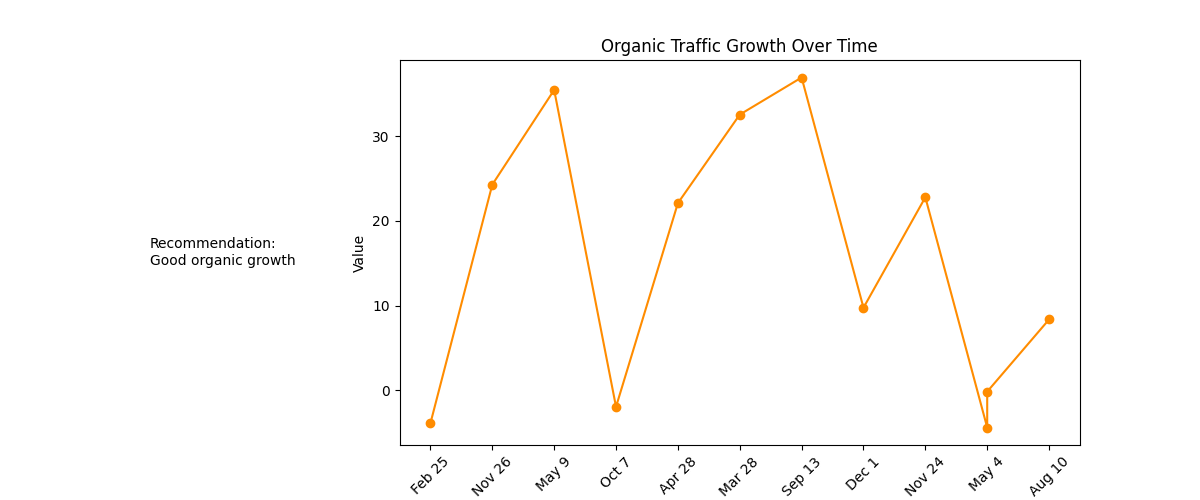 Organic Traffic Growth Over Time
Recommendation:
Good organic growth
Value
30
20
10
0
Feb 25
Nov 26
May 9
Oct 7
Apr 28
Mar 28
Sep 13
Dec 1
Nov 24
May 4
Aug 10